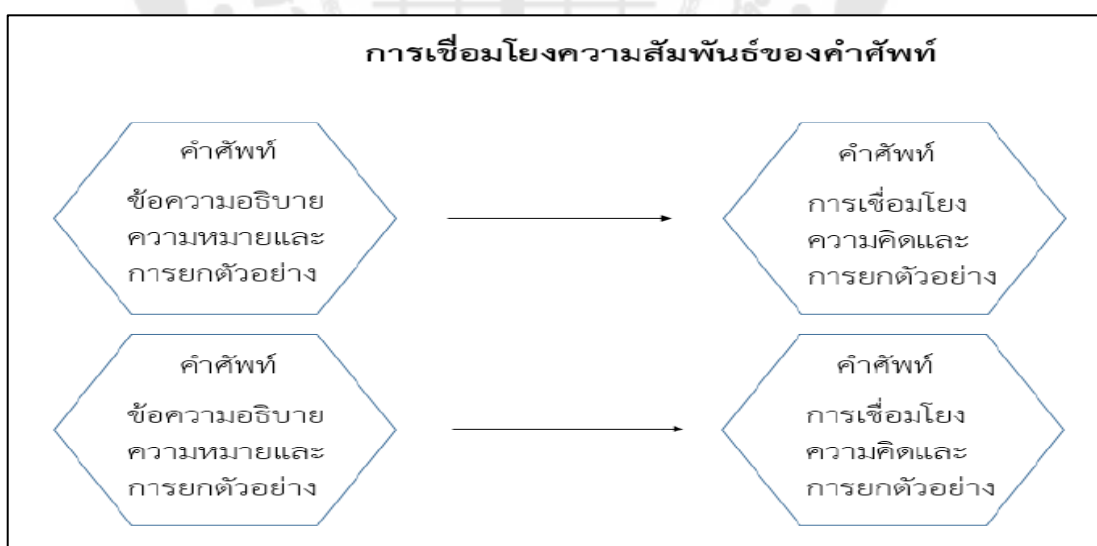 การเชื่อมโยงความสัมพันธ์ของคำศัพท์
คำศัพท์
ข้อความอธิบาย
ความหมายและ
การยกตัวอย่าง
คำศัพท์
การเชื่อมโยง
ความคิดและ
การยกตัวอย่าง
คำศัพท์
ข้อความอธิบาย
ความหมายและ
การยกตัวอย่าง
คำศัพท์
การเชื่อมโยง
ความคิดและ
การยกตัวอย่าง